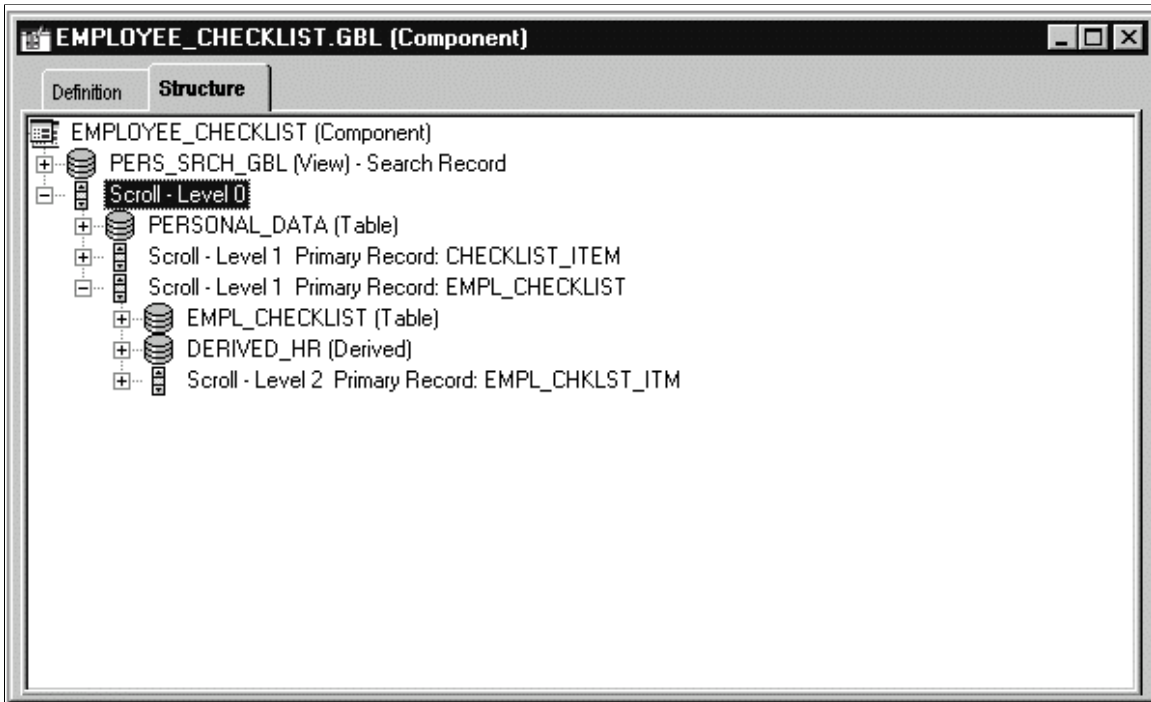 EMPLOYEE_CHECKLIST.GBL (Component)
Definition Structure
EMPLOYEE_CHECKLIST (Component)
PERS_SRCH_GBL (View) - Search Record
Scroll - Level 0
PERSONAL_DATA (Table)
Scroll - Level 1 Primary Record: CHECKLIST_ITEM
Scroll - Level 1 Primary Record: EMPL_CHECKLIST
EMPL_CHECKLIST (Table)
DERIVED_HR (Derived)
Scroll - Level 2 Primary Record: EMPL_CHKLST_ITM